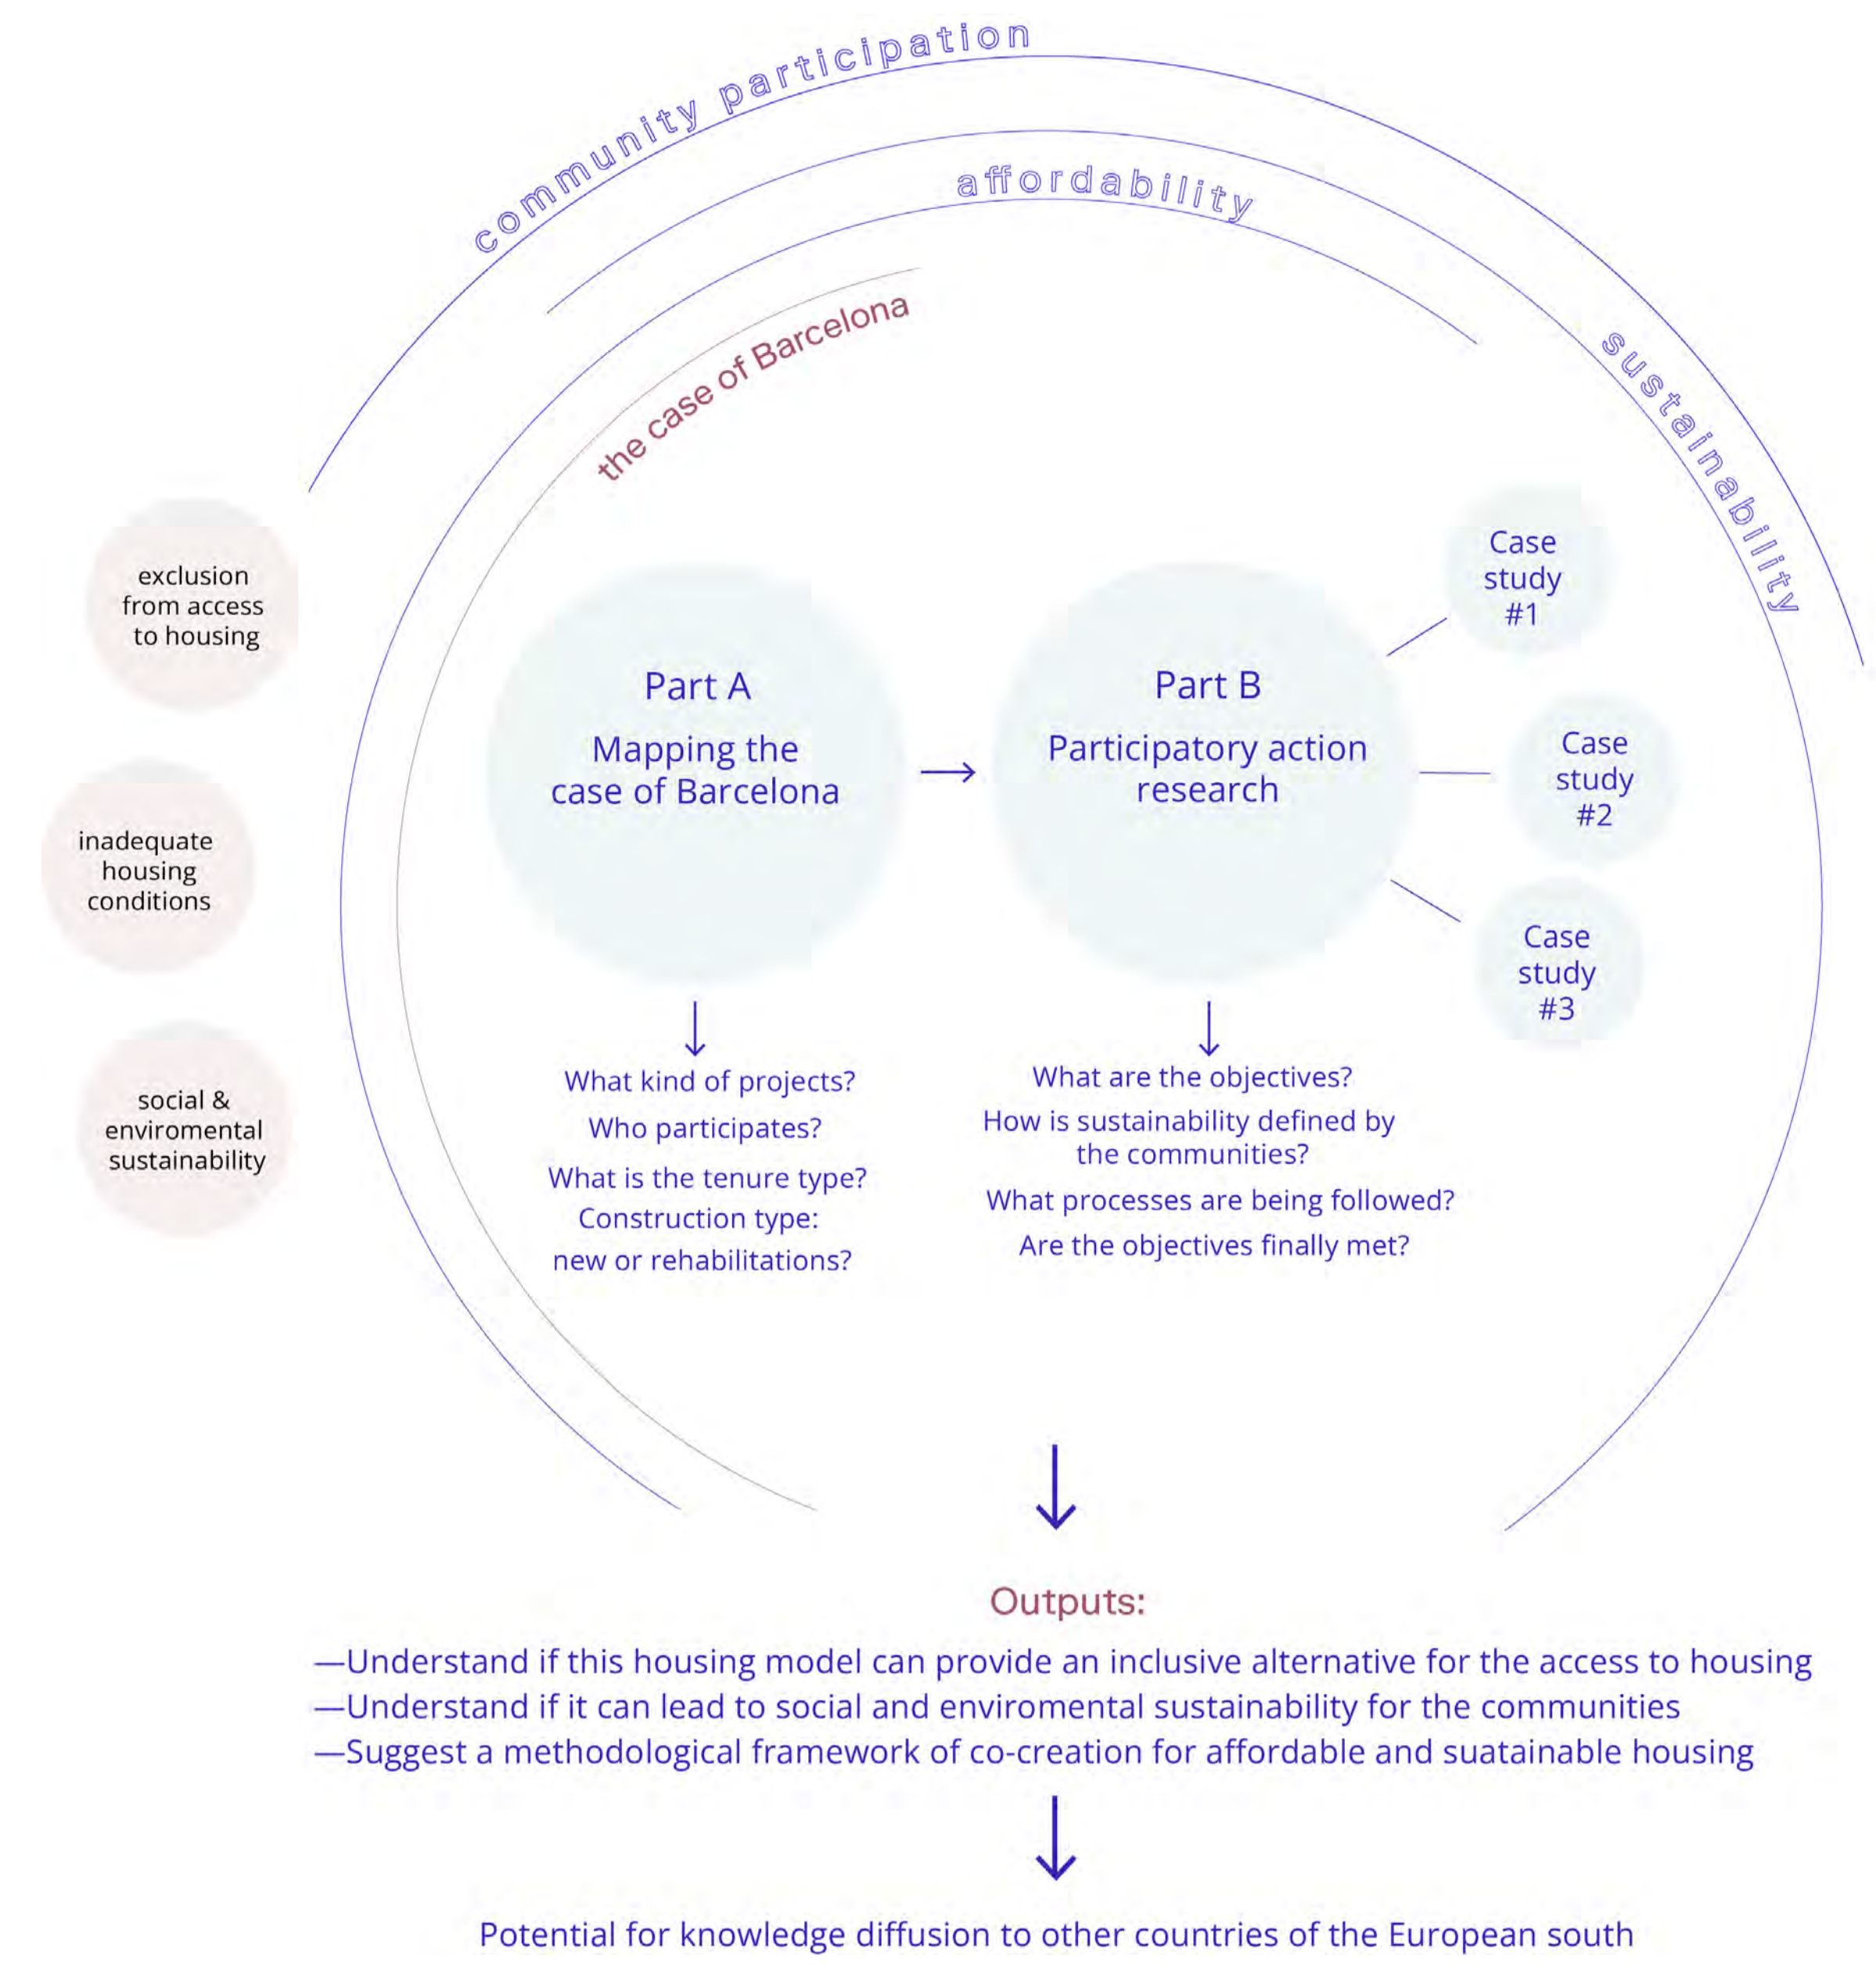 community participation
affordability
sustainability
the case of Barcelona
exclusion
from access
to housing
inadequate
housing
conditions
social &
enviromental
sustainability
Part A
Mapping the
case of Barcelona
Part B
Participatory action
research
Case
study
#1
Case
study
#2
Case
study
#3
What kind of projects?
Who participates?
What is the tenure type?
Construction type:
new or rehabilitations?
What are the objectives?
How is sustainability defined by
the communities?
What processes are being followed?
Are the objectives finally met?
Outputs:
—Understand if this housing model can provide an inclusive alternative for the access to housing
—Understand if it can lead to social and enviromental sustainability for the communities
—Suggest a methodological framework of co-creation for affordable and suatainable housing
Potential for knowledge diffusion to other countries of the European south